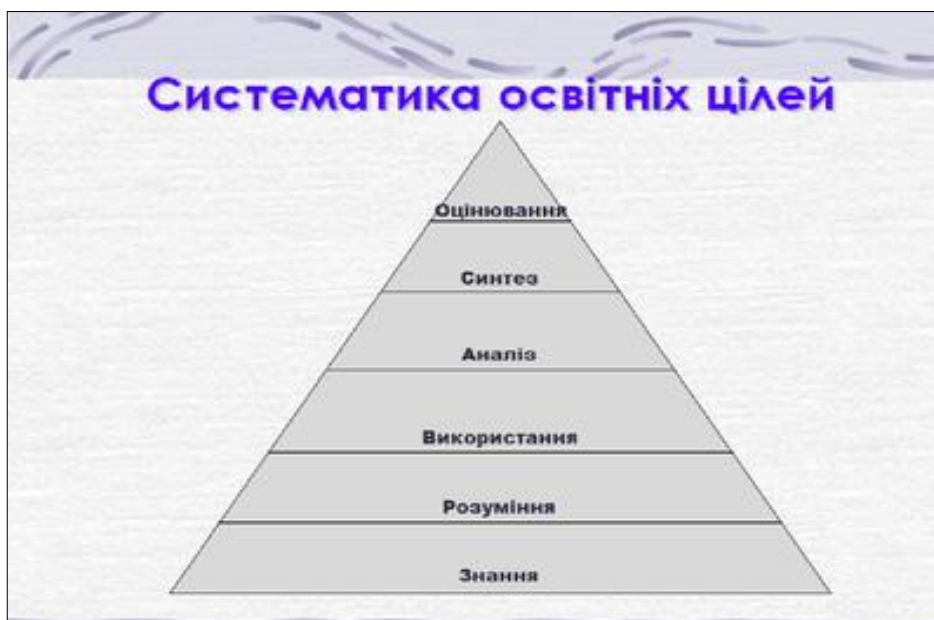 Систематика освітніх цілей
Оцінювання
Синтез
Аналіз
Використання
Розуміння
Знання